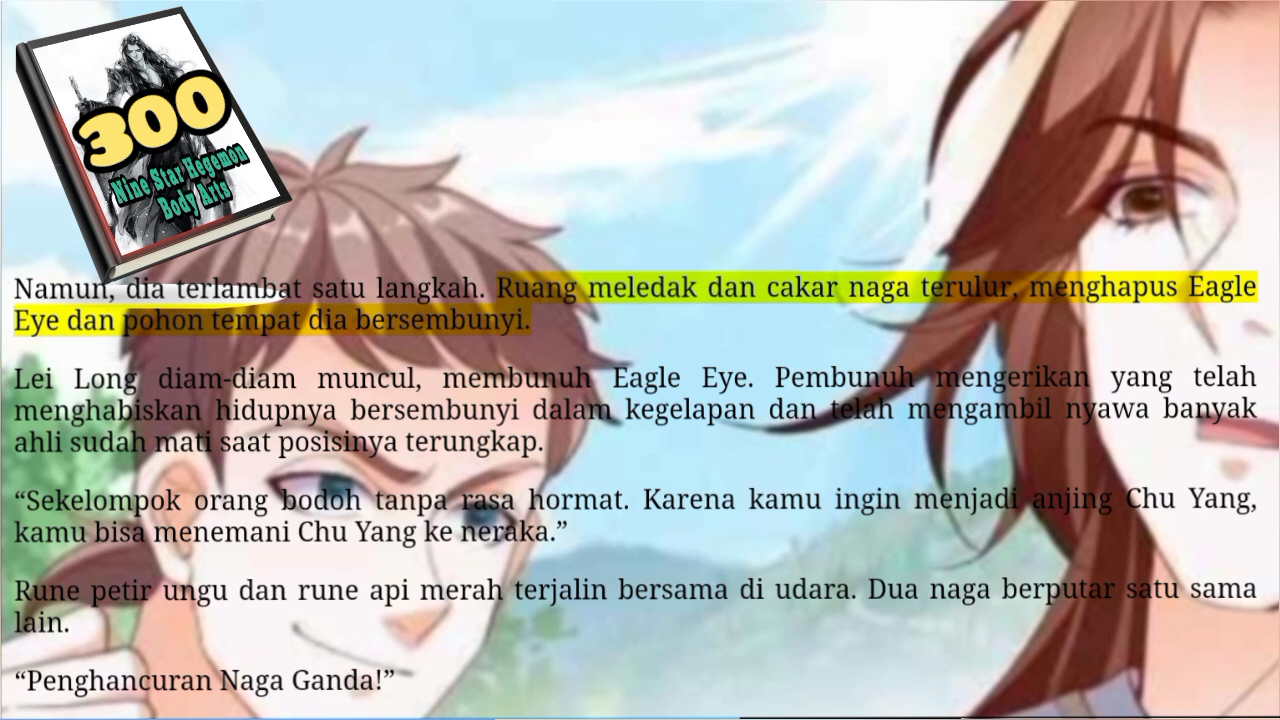 300
Nine Star Hegemon
Body Arts
Namun, dia terlambat satu langkah. Ruang meledak dan cakar naga terulur, menghapus Eagle
Eye dan pohon tempat dia bersembunyi.
Lei Long diam-diam muncul, membunuh Eagle Eye. Pembunuh mengerikan yang telah
menghabiskan hidupnya bersembunyi dalam kegelapan dan telah mengambil nyawa banyak
ahli sudah mati saat posisinya terungkap.
“Sekelompok orang bodoh tanpa rasa hormat. Karena kamu ingin menjadi anjing Chu Yang,
kamu bisa menemani Chu Yang ke neraka.”
Rune petir ungu dan rune api merah terjalin bersama di udara. Dua naga berputar satu sama
lain.
“Penghancuran Naga Ganda!”